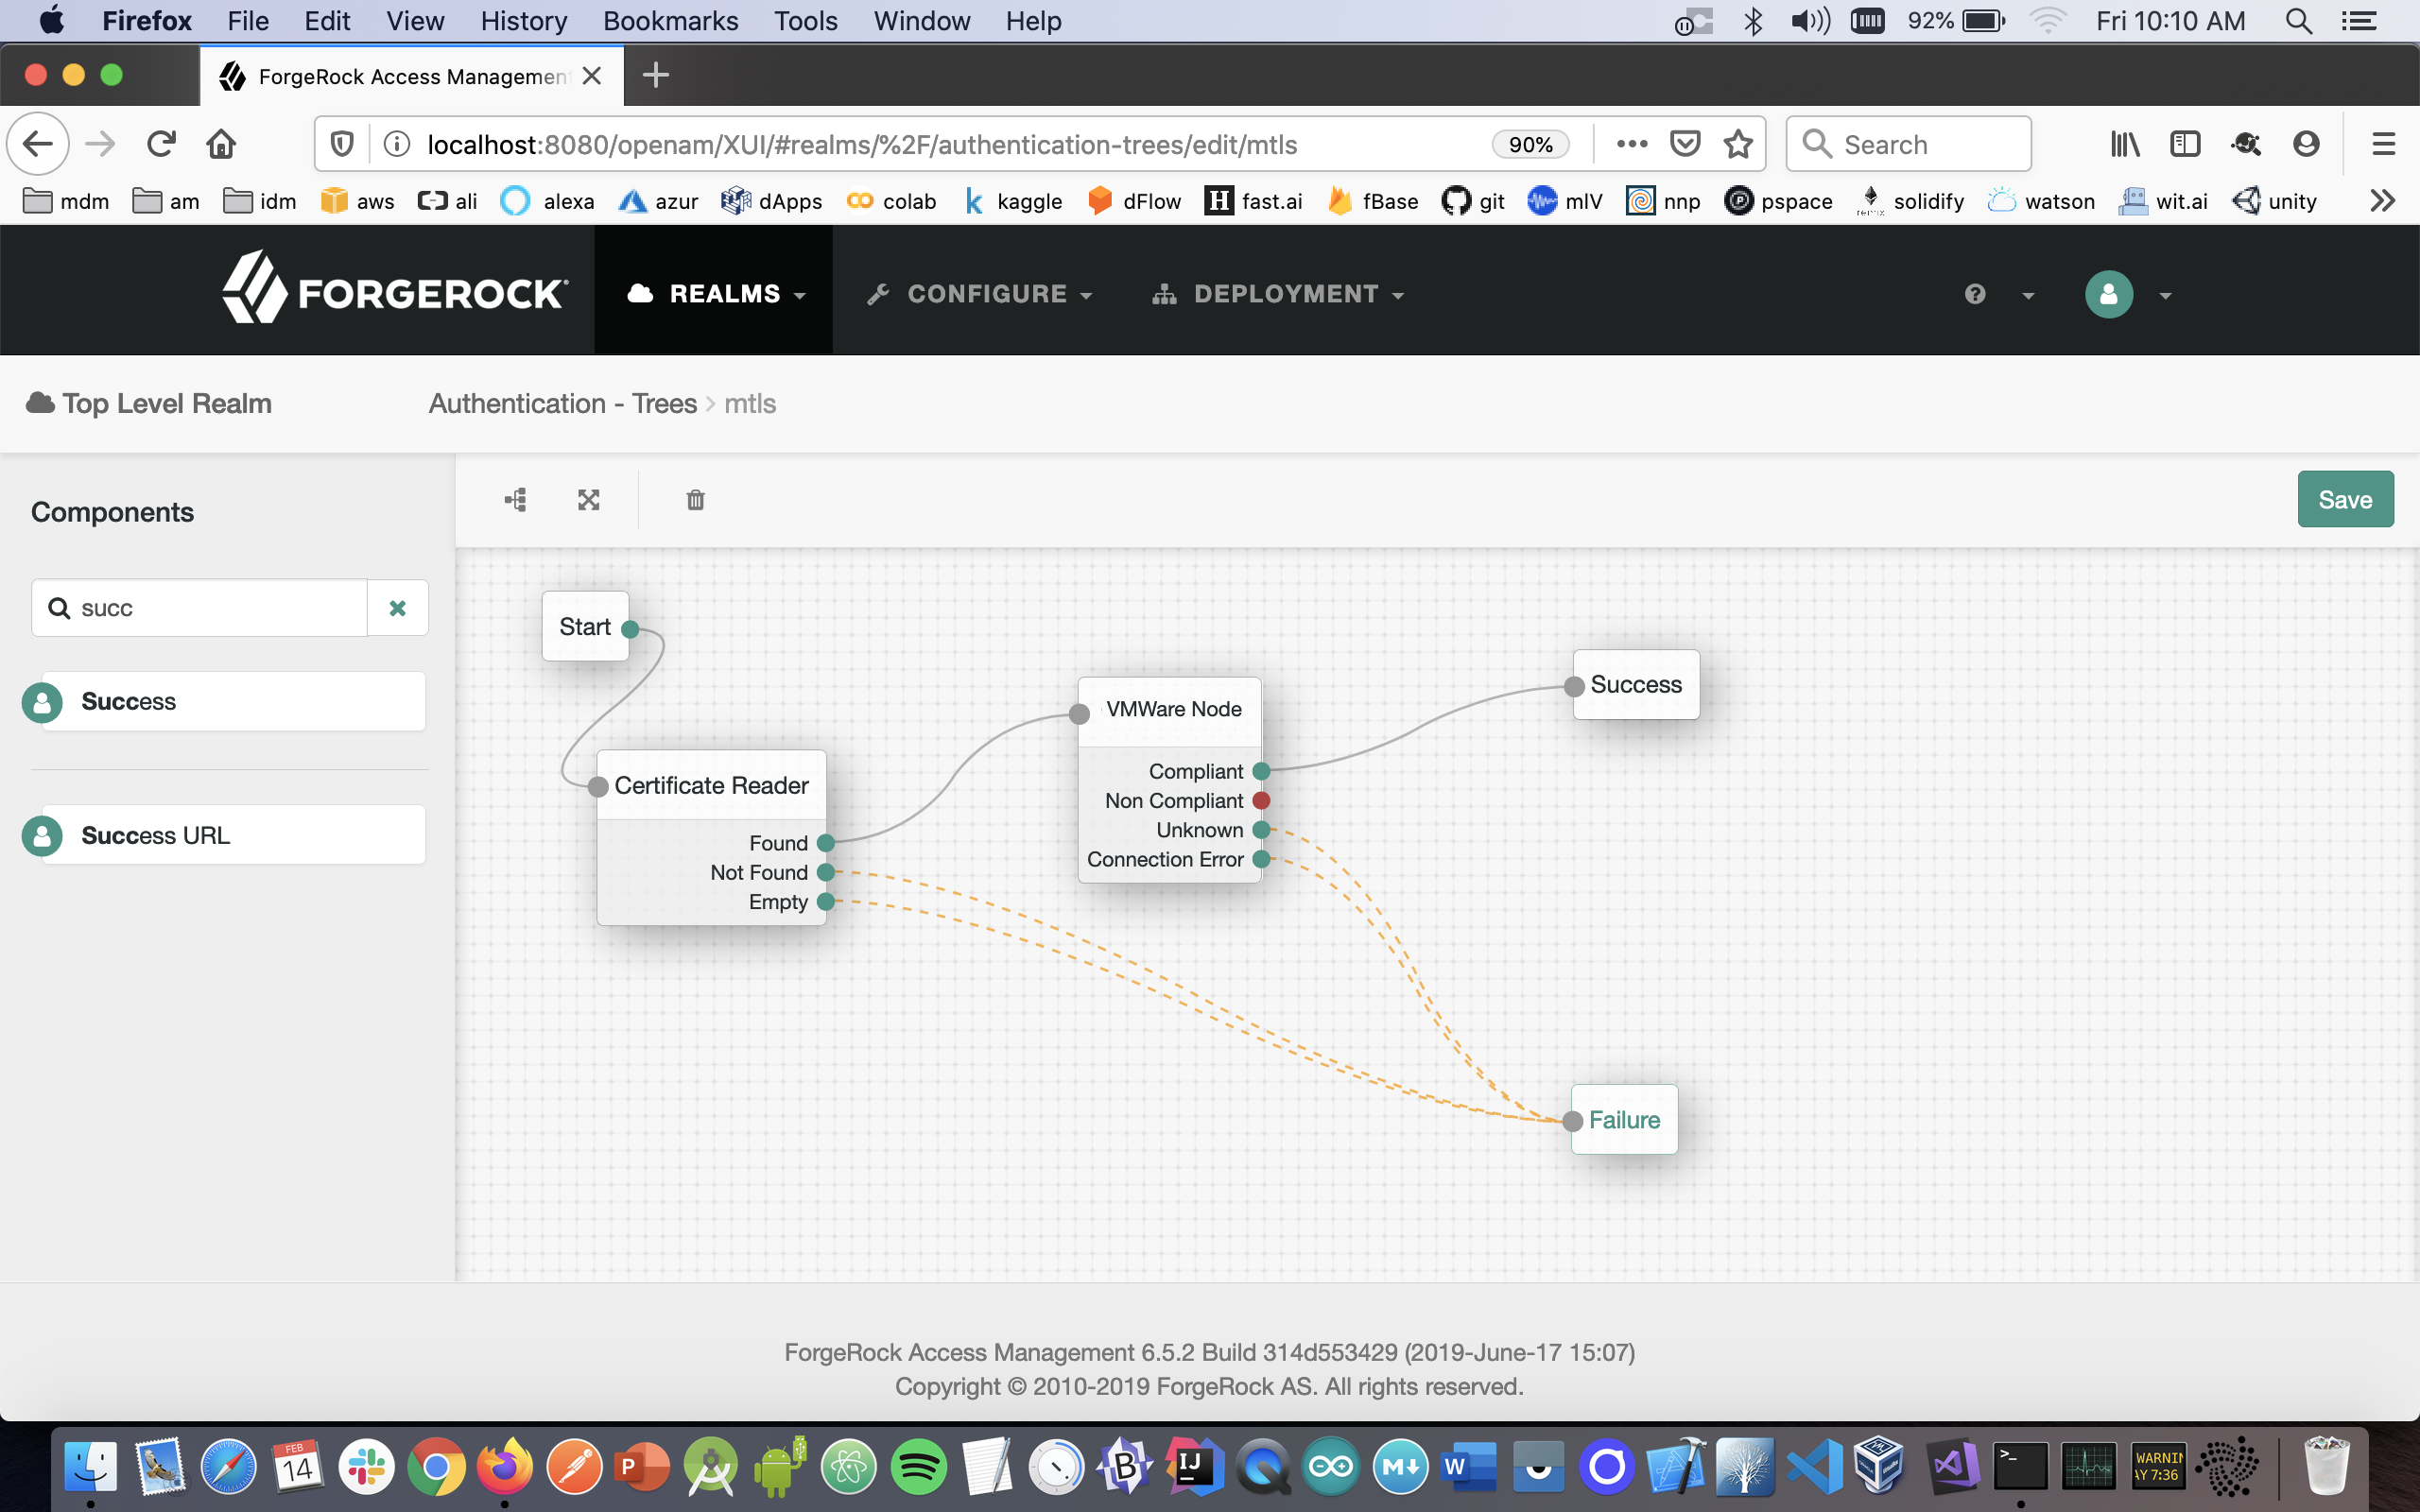 Firefox File Edit View History Bookmarks Tools Window Help 92% Fri 10:10 AM
ForgeRock Access Managemen
localhost:8080/openam/XUI/#realms/%2F/authentication-trees/edit/mtls 90% Search
mdm am idm aws ali alexa azur dApps colab kaggle dFlow H fast.ai fBase git mlV nnp pspace solidify watson wit.ai unity
FORGEROCK REALMS CONFIGURE DEPLOYMENT
Top Level Realm Authentication - Trees > mtls
Components
Save
succ
Success
Success URL
Start
Certificate Reader
Found
Not Found
Empty
VMWare Node
Compliant
Non Compliant
Unknown
Connection Error
Success
Failure
ForgeRock Access Management 6.5.2 Build 314d553429 (2019-June-17 15:07)
Copyright © 2010-2019 ForgeRock AS. All rights reserved.
FEB
14
P
B
IJ
M
W
>_
WARNIN
AY 7:36